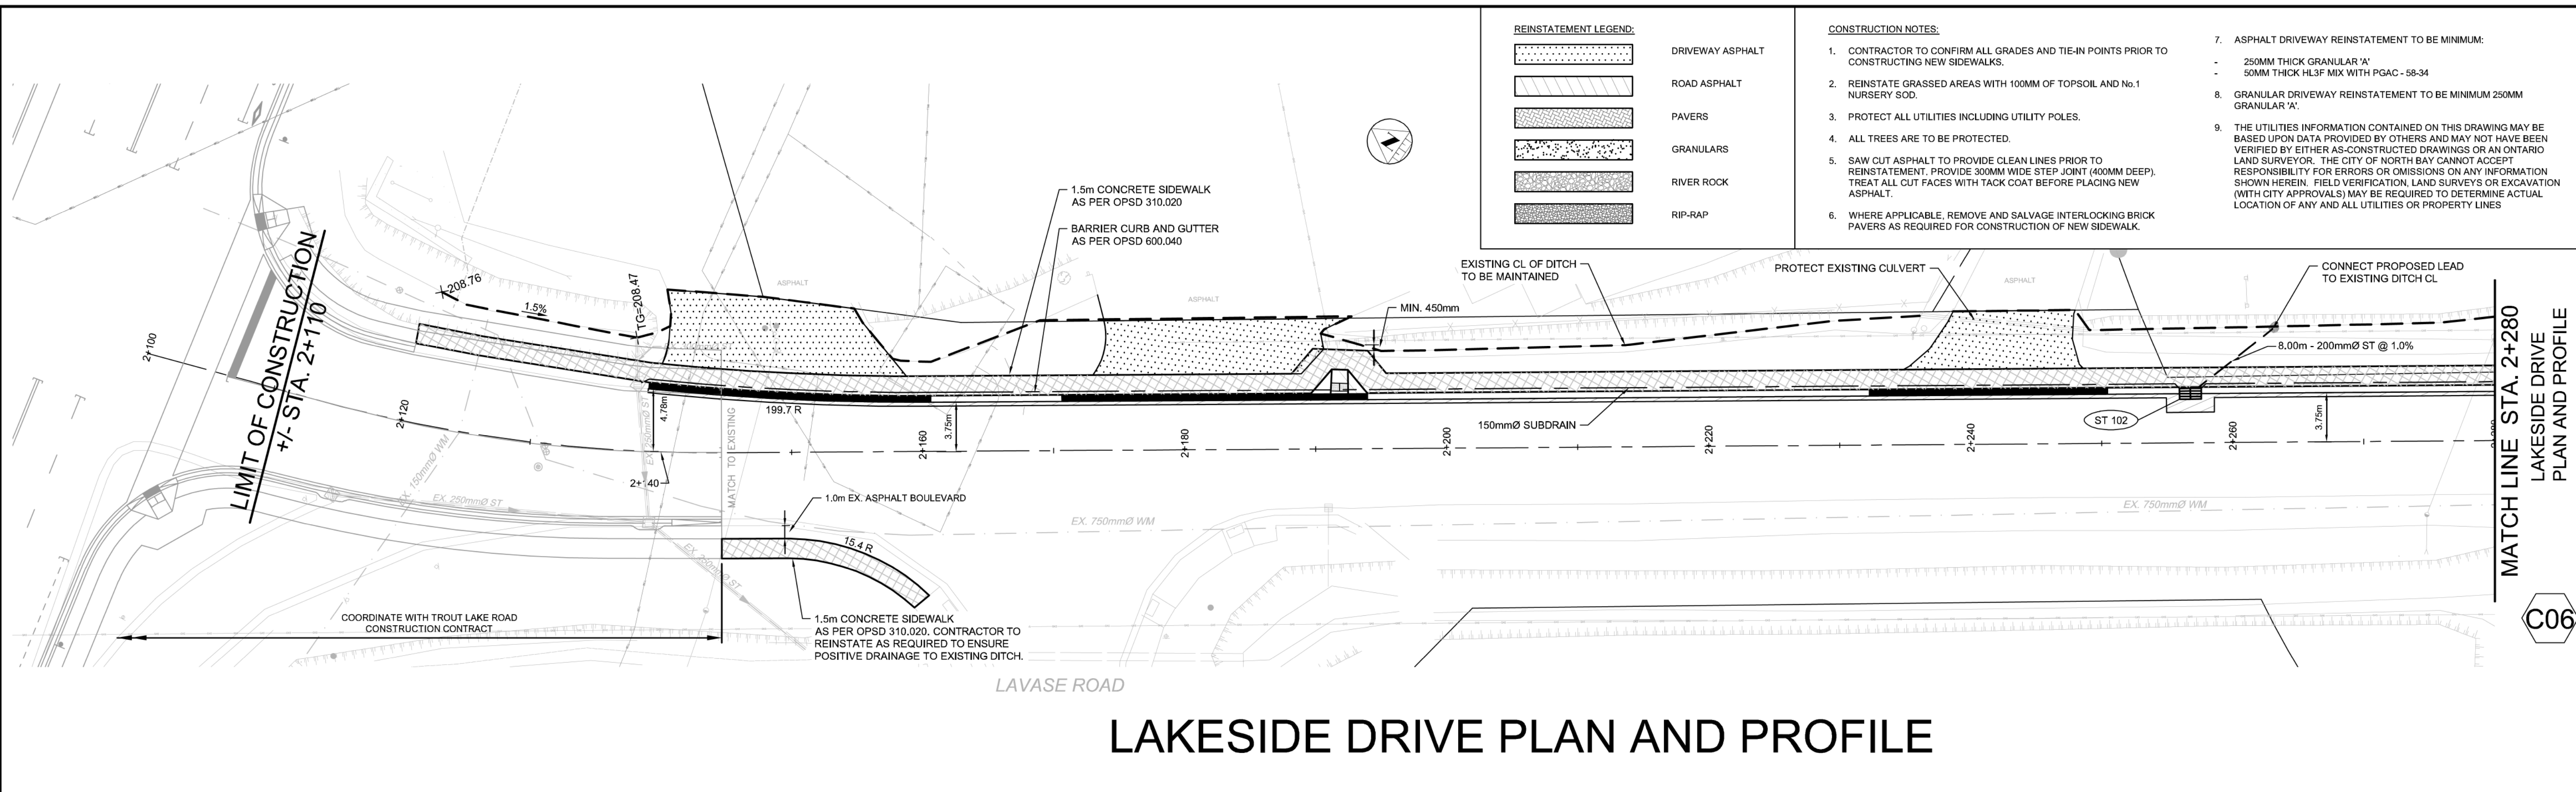 REINSTATEMENT LEGEND:
DRIVEWAY ASPHALT
ROAD ASPHALT
PAVERS
GRANULARS
RIVER ROCK
RIP-RAP
CONSTRUCTION NOTES:
1. CONTRACTOR TO CONFIRM ALL GRADES AND TIE-IN POINTS PRIOR TO
CONSTRUCTING NEW SIDEWALKS.
2. REINSTATE GRASSED AREAS WITH 100MM OF TOPSOIL AND No.1
NURSERY SOD.
3. PROTECT ALL UTILITIES INCLUDING UTILITY POLES.
4. ALL TREES ARE TO BE PROTECTED.
5. SAW CUT ASPHALT TO PROVIDE CLEAN LINES PRIOR TO
REINSTATEMENT. PROVIDE 300MM WIDE STEP JOINT (400MM DEEP).
TREAT ALL CUT FACES WITH TACK COAT BEFORE PLACING NEW
ASPHALT.
6. WHERE APPLICABLE, REMOVE AND SALVAGE INTERLOCKING BRICK
PAVERS AS REQUIRED FOR CONSTRUCTION OF NEW SIDEWALK.
7. ASPHALT DRIVEWAY REINSTATEMENT TO BE MINIMUM:
- 250MM THICK GRANULAR 'A'
- 50MM THICK HL3F MIX WITH PGAC - 58-34
8. GRANULAR DRIVEWAY REINSTATEMENT TO BE MINIMUM 250MM
GRANULAR 'A'.
9. THE UTILITIES INFORMATION CONTAINED ON THIS DRAWING MAY BE
BASED UPON DATA PROVIDED BY OTHERS AND MAY NOT HAVE BEEN
VERIFIED BY EITHER AS-CONSTRUCTED DRAWINGS OR AN ONTARIO
LAND SURVEYOR. THE CITY OF NORTH BAY CANNOT ACCEPT
RESPONSIBILITY FOR ERRORS OR OMISSIONS ON ANY INFORMATION
SHOWN HEREIN. FIELD VERIFICATION, LAND SURVEYS OR EXCAVATION
(WITH CITY APPROVALS) MAY BE REQUIRED TO DETERMINE ACTUAL
LOCATION OF ANY AND ALL UTILITIES OR PROPERTY LINES
1.5m CONCRETE SIDEWALK
AS PER OPSD 310.020
BARRIER CURB AND GUTTER
AS PER OPSD 600.040
EXISTING CL OF DITCH
TO BE MAINTAINED
PROTECT EXISTING CULVERT
CONNECT PROPOSED LEAD
TO EXISTING DITCH CL
LIMIT OF CONSTRUCTION
+/- STA. 2+110
208.76
1.5%
TG=208.47
ASPHALT
ASPHALT
ASPHALT
MIN. 450mm
8.00m - 200mmØ ST @ 1.0%
MATCH LINE STA. 2+280
LAKESIDE DRIVE
PLAN AND PROFILE
C06
2+100
2+120
2+140
2+160
2+180
2+200
2+220
2+240
2+260
4.78m
199.7 R
3.75m
150mmØ SUBDRAIN
ST 102
3.75m
EX. 250mmØ ST
MATCH TO EXISTING
EX. 150mmØ WM
EX. 250mmØ ST
1.0m EX. ASPHALT BOULEVARD
EX. 750mmØ WM
EX. 750mmØ WM
15.4 R
EX. 250mmØ ST
COORDINATE WITH TROUT LAKE ROAD
CONSTRUCTION CONTRACT
1.5m CONCRETE SIDEWALK
AS PER OPSD 310.020. CONTRACTOR TO
REINSTATE AS REQUIRED TO ENSURE
POSITIVE DRAINAGE TO EXISTING DITCH.
LAVASE ROAD
LAKESIDE DRIVE PLAN AND PROFILE